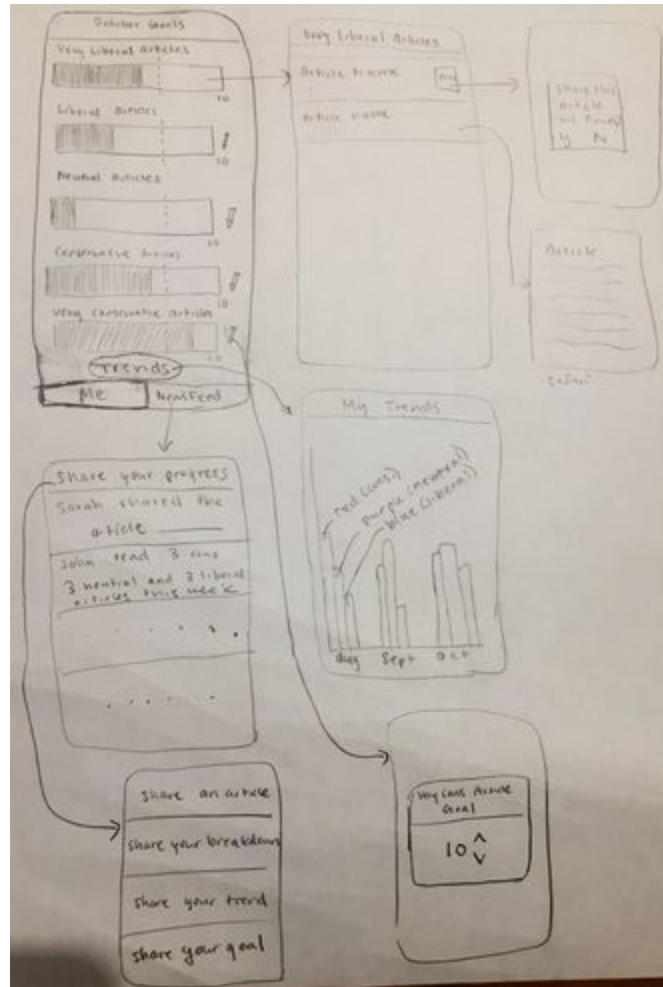 October Goals
Very Liberal articles
10
Liberal articles
10
Neutral articles
10
Conservative articles
10
Very conservative articles
10
Trends
Me
NewsFeed
Very Liberal Articles
Article Name
Article name
Share this
article
w/ friends?
Y N
Article
Safari
My Trends
red (cons)
purple (neutral)
blue (liberal)
Aug Sept Oct
Share your progress
Sarah shared the
article
John read 3 cons
3 neutral and 3 liberal
articles this week
Share an article
share your breakdown
share your trend
share your goal
Very Cons Article
Goal
10